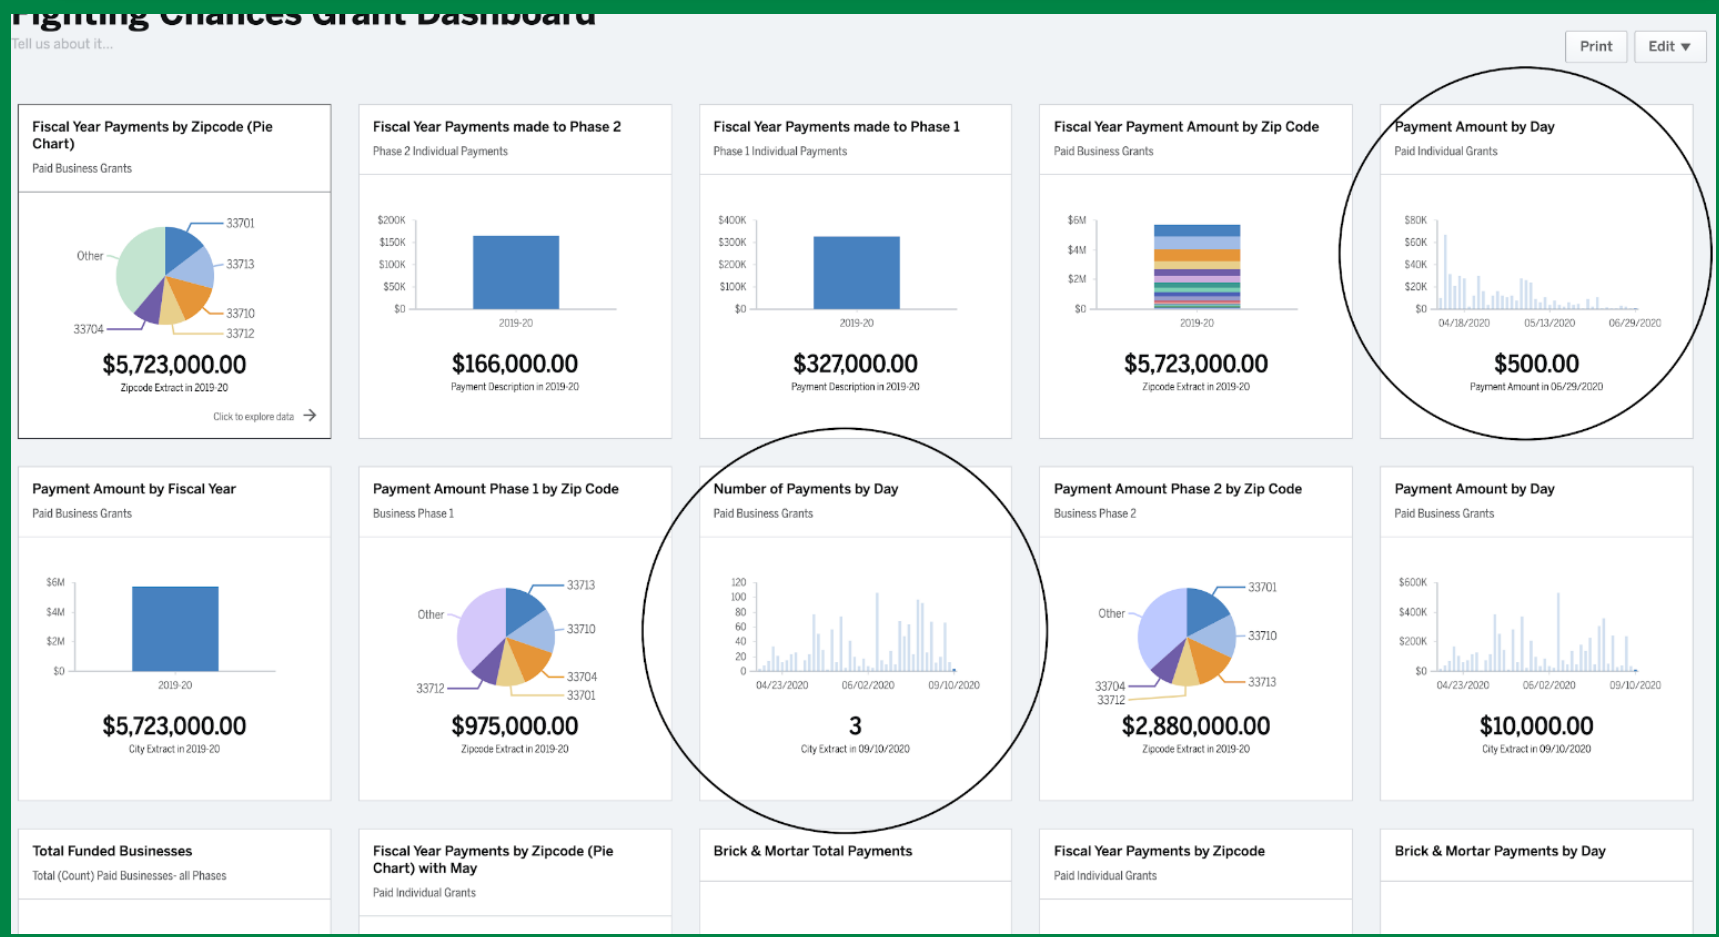 Fighting Chances Grant Dashboard
Tell us about it...
Print
Edit ▼
Fiscal Year Payments by Zipcode (Pie
Chart)
Paid Business Grants
33701
Other
33713
33710
33704
33712
$5,723,000.00
Zipcode Extract in 2019-20
Click to explore data →
Fiscal Year Payments made to Phase 2
Phase 2 Individual Payments
$200K
$150K
$100K
$50K
$0
2019-20
$166,000.00
Payment Description in 2019-20
Fiscal Year Payments made to Phase 1
Phase 1 Individual Payments
$400K
$300K
$200K
$100K
$0
2019-20
$327,000.00
Payment Description in 2019-20
Fiscal Year Payment Amount by Zip Code
Paid Business Grants
$6M
$4M
$2M
$0
2019-20
$5,723,000.00
Zipcode Extract in 2019-20
Payment Amount by Day
Paid Individual Grants
$80K
$60K
$40K
$20K
$0
04/18/2020 05/13/2020 06/29/2020
$500.00
Payment Amount in 06/29/2020
Payment Amount by Fiscal Year
Paid Business Grants
$6M
$4M
$2M
$0
2019-20
$5,723,000.00
City Extract in 2019-20
Payment Amount Phase 1 by Zip Code
Business Phase 1
33713
Other
33710
33704
33712
33701
$975,000.00
Zipcode Extract in 2019-20
Number of Payments by Day
Paid Business Grants
120
100
80
60
40
20
0
04/23/2020 06/02/2020 09/10/2020
3
City Extract in 09/10/2020
Payment Amount Phase 2 by Zip Code
Business Phase 2
33701
Other
33710
33713
33704
33712
$2,880,000.00
Zipcode Extract in 2019-20
Payment Amount by Day
Paid Business Grants
$600K
$400K
$200K
$0
04/23/2020 06/02/2020 09/10/2020
$10,000.00
City Extract in 09/10/2020
Total Funded Businesses
Total (Count) Paid Businesses- all Phases
Fiscal Year Payments by Zipcode (Pie
Chart) with May
Paid Individual Grants
Brick & Mortar Total Payments
Fiscal Year Payments by Zipcode
Paid Individual Grants
Brick & Mortar Payments by Day